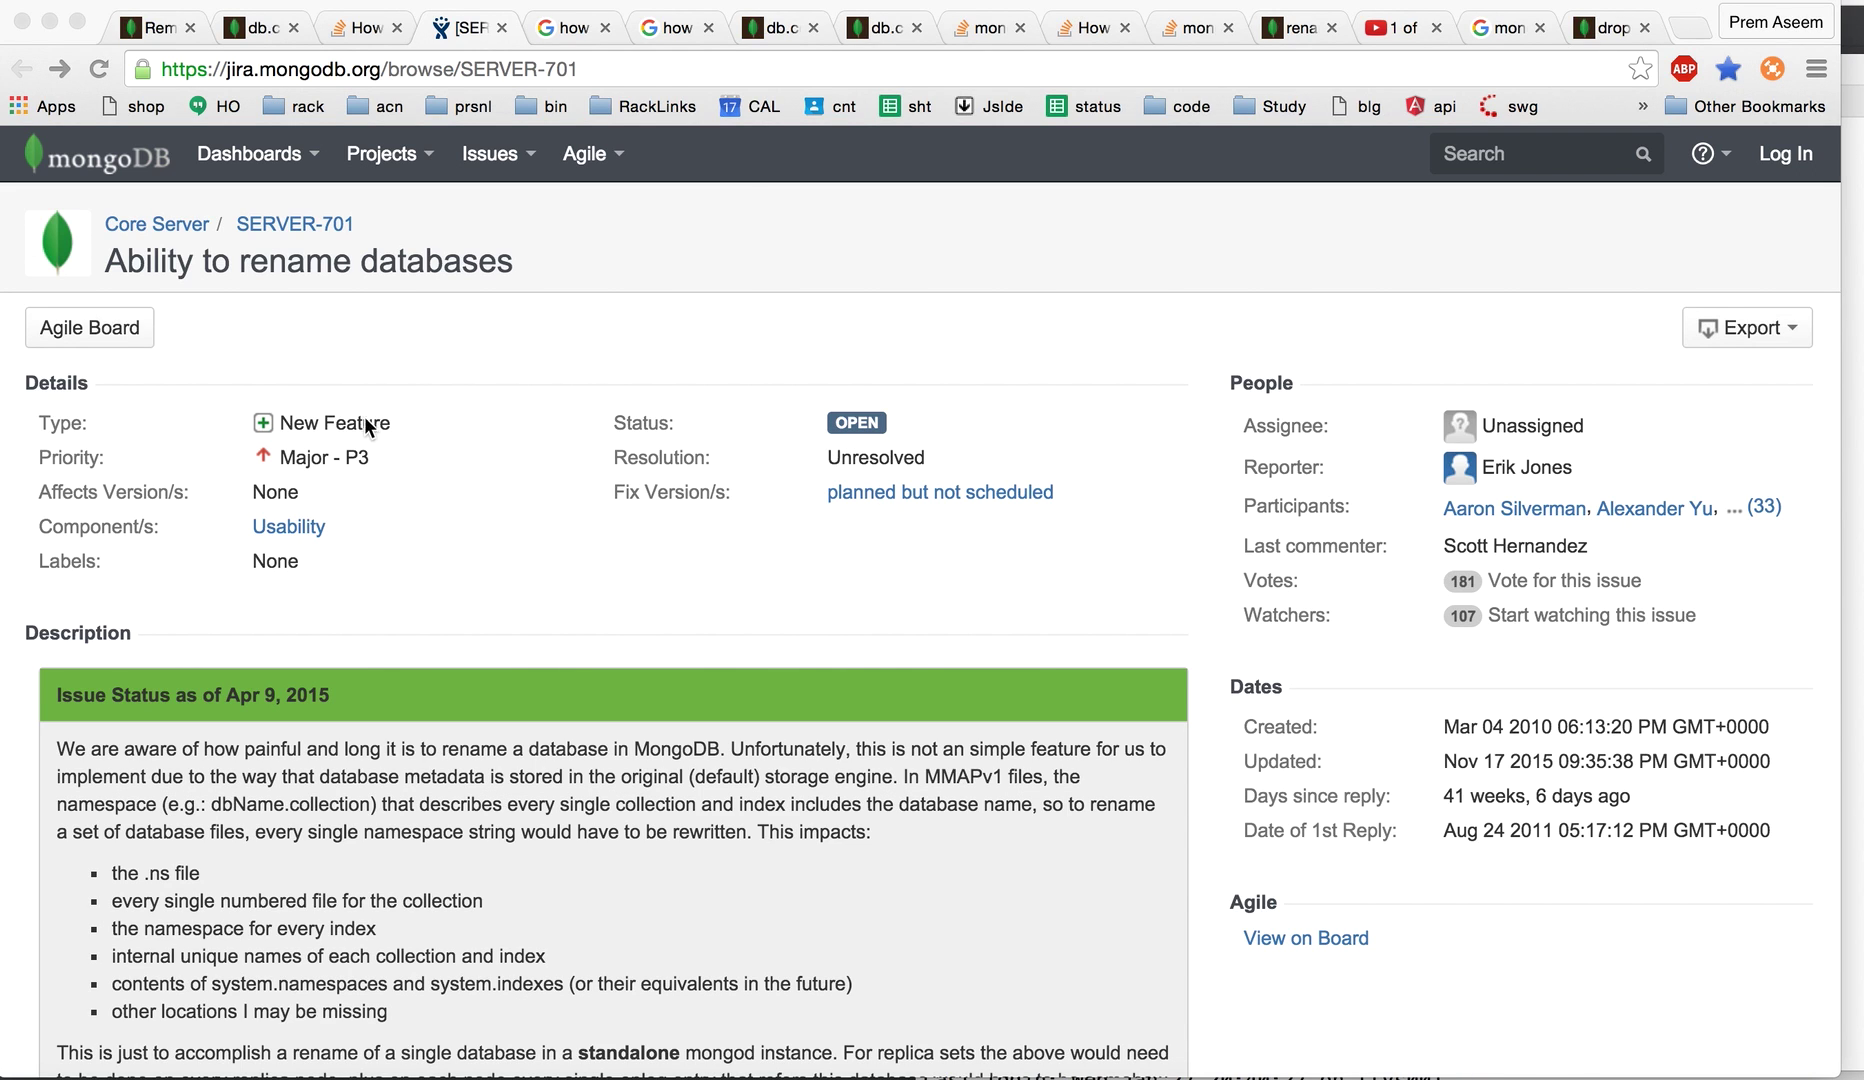 Rem db.c How [SER how how db.c db.c mon How mon rena 1 of mon drop Prem Aseem
https://jira.mongodb.org/browse/SERVER-701 ABP
Apps shop HO rack acn prsnl bin RackLinks 17 CAL cnt sht JsIde status code Study blg api swg » Other Bookmarks
mongoDB Dashboards Projects Issues Agile Search Log In
Core Server / SERVER-701
Ability to rename databases
Agile Board Export
Details People
Type: New Feature Status: OPEN Assignee: Unassigned
Priority: Major - P3 Resolution: Unresolved Reporter: Erik Jones
Affects Version/s: None Fix Version/s: planned but not scheduled Participants: Aaron Silverman, Alexander Yu, ... (33)
Component/s: Usability Last commenter: Scott Hernandez
Labels: None Votes: 181 Vote for this issue
Watchers: 107 Start watching this issue
Description
Issue Status as of Apr 9, 2015 Dates
Created: Mar 04 2010 06:13:20 PM GMT+0000
We are aware of how painful and long it is to rename a database in MongoDB. Unfortunately, this is not an simple feature for us to
implement due to the way that database metadata is stored in the original (default) storage engine. In MMAPv1 files, the
namespace (e.g.: dbName.collection) that describes every single collection and index includes the database name, so to rename
a set of database files, every single namespace string would have to be rewritten. This impacts:
Updated: Nov 17 2015 09:35:38 PM GMT+0000
Days since reply: 41 weeks, 6 days ago
Date of 1st Reply: Aug 24 2011 05:17:12 PM GMT+0000
▪ the .ns file
▪ every single numbered file for the collection
▪ the namespace for every index
▪ internal unique names of each collection and index
▪ contents of system.namespaces and system.indexes (or their equivalents in the future)
▪ other locations I may be missing
Agile
View on Board
This is just to accomplish a rename of a single database in a standalone mongod instance. For replica sets the above would need